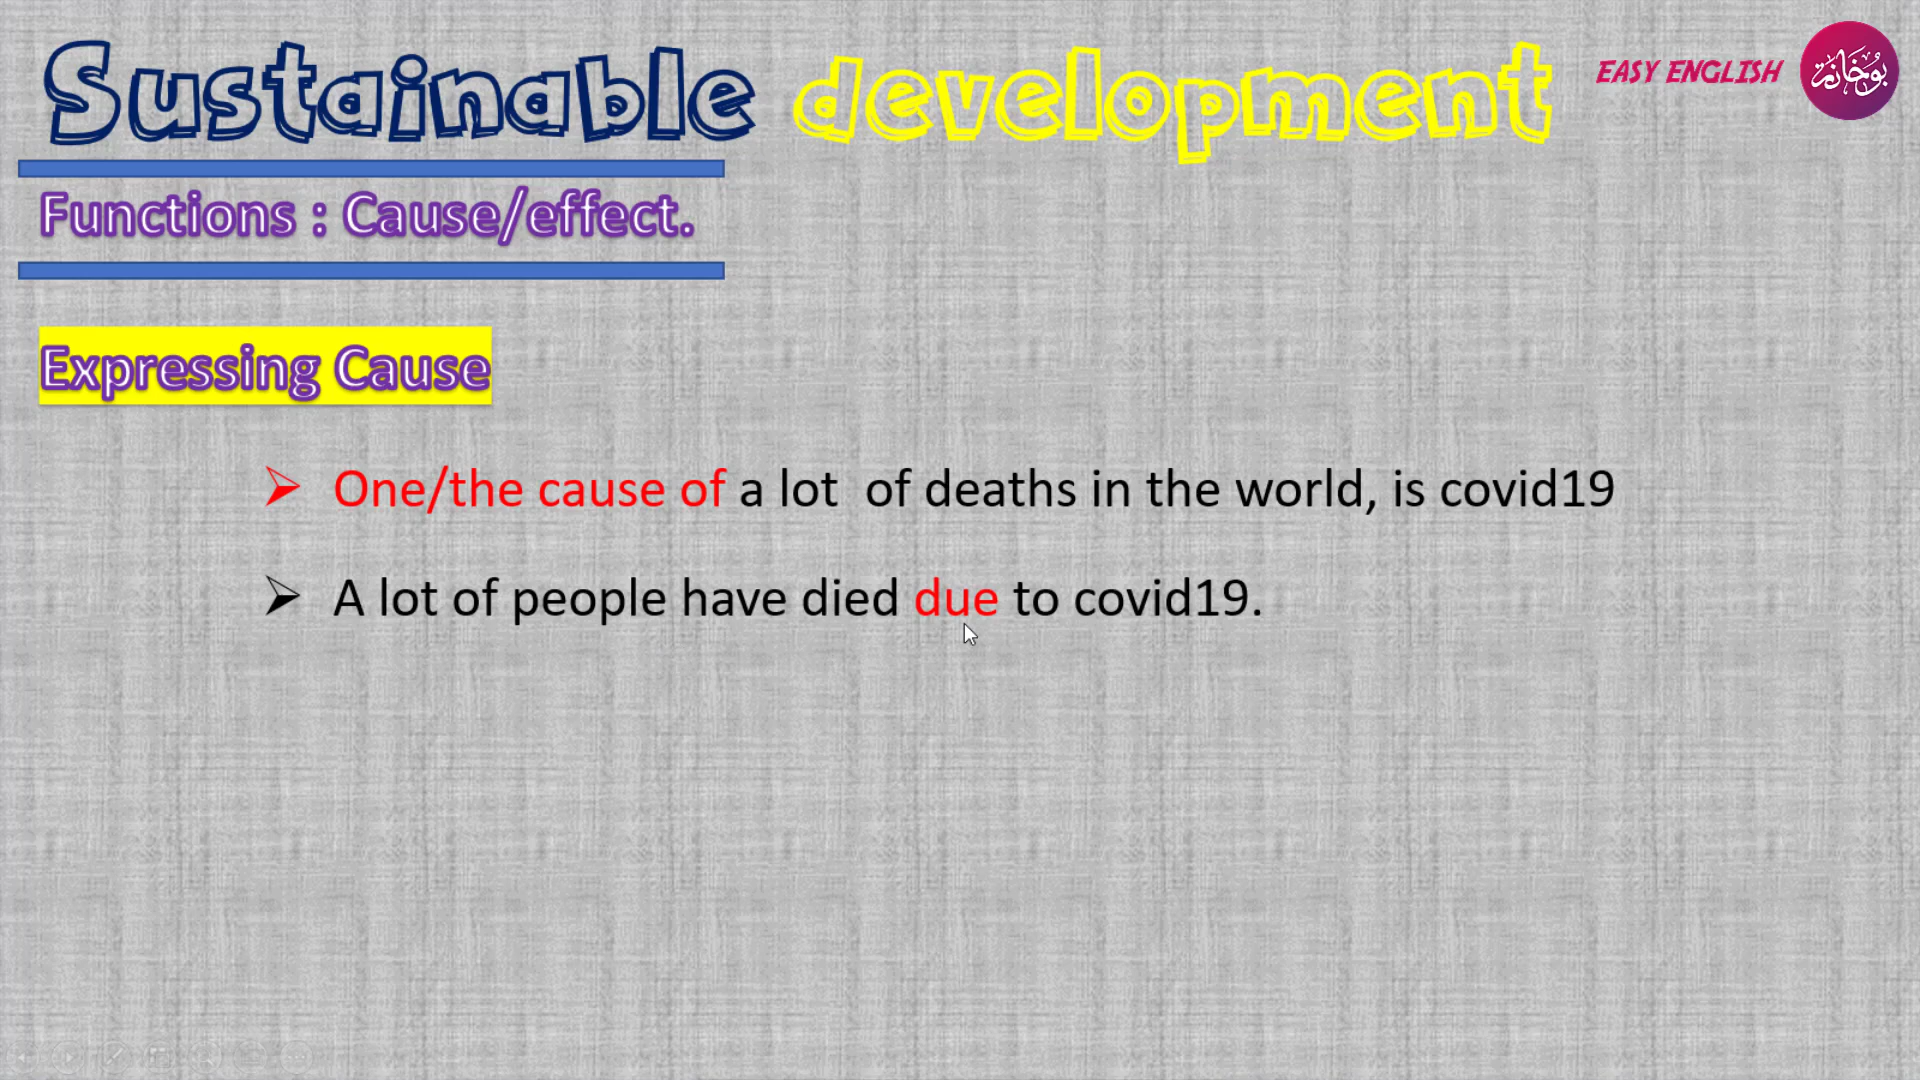 Sustainable development
EASY ENGLISH
بوخانة
Functions : Cause/effect.
Expressing Cause
One/the cause of a lot  of deaths in the world, is covid19
A lot of people have died due to covid19.